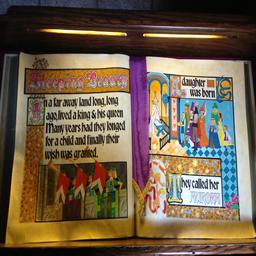 Sleeping Beauty
In a far away land, long, long
ago, lived a king & his queen
Many years had they longed
for a child and finally their
wish was granted.
A daughter
was born
They called her
AURORA